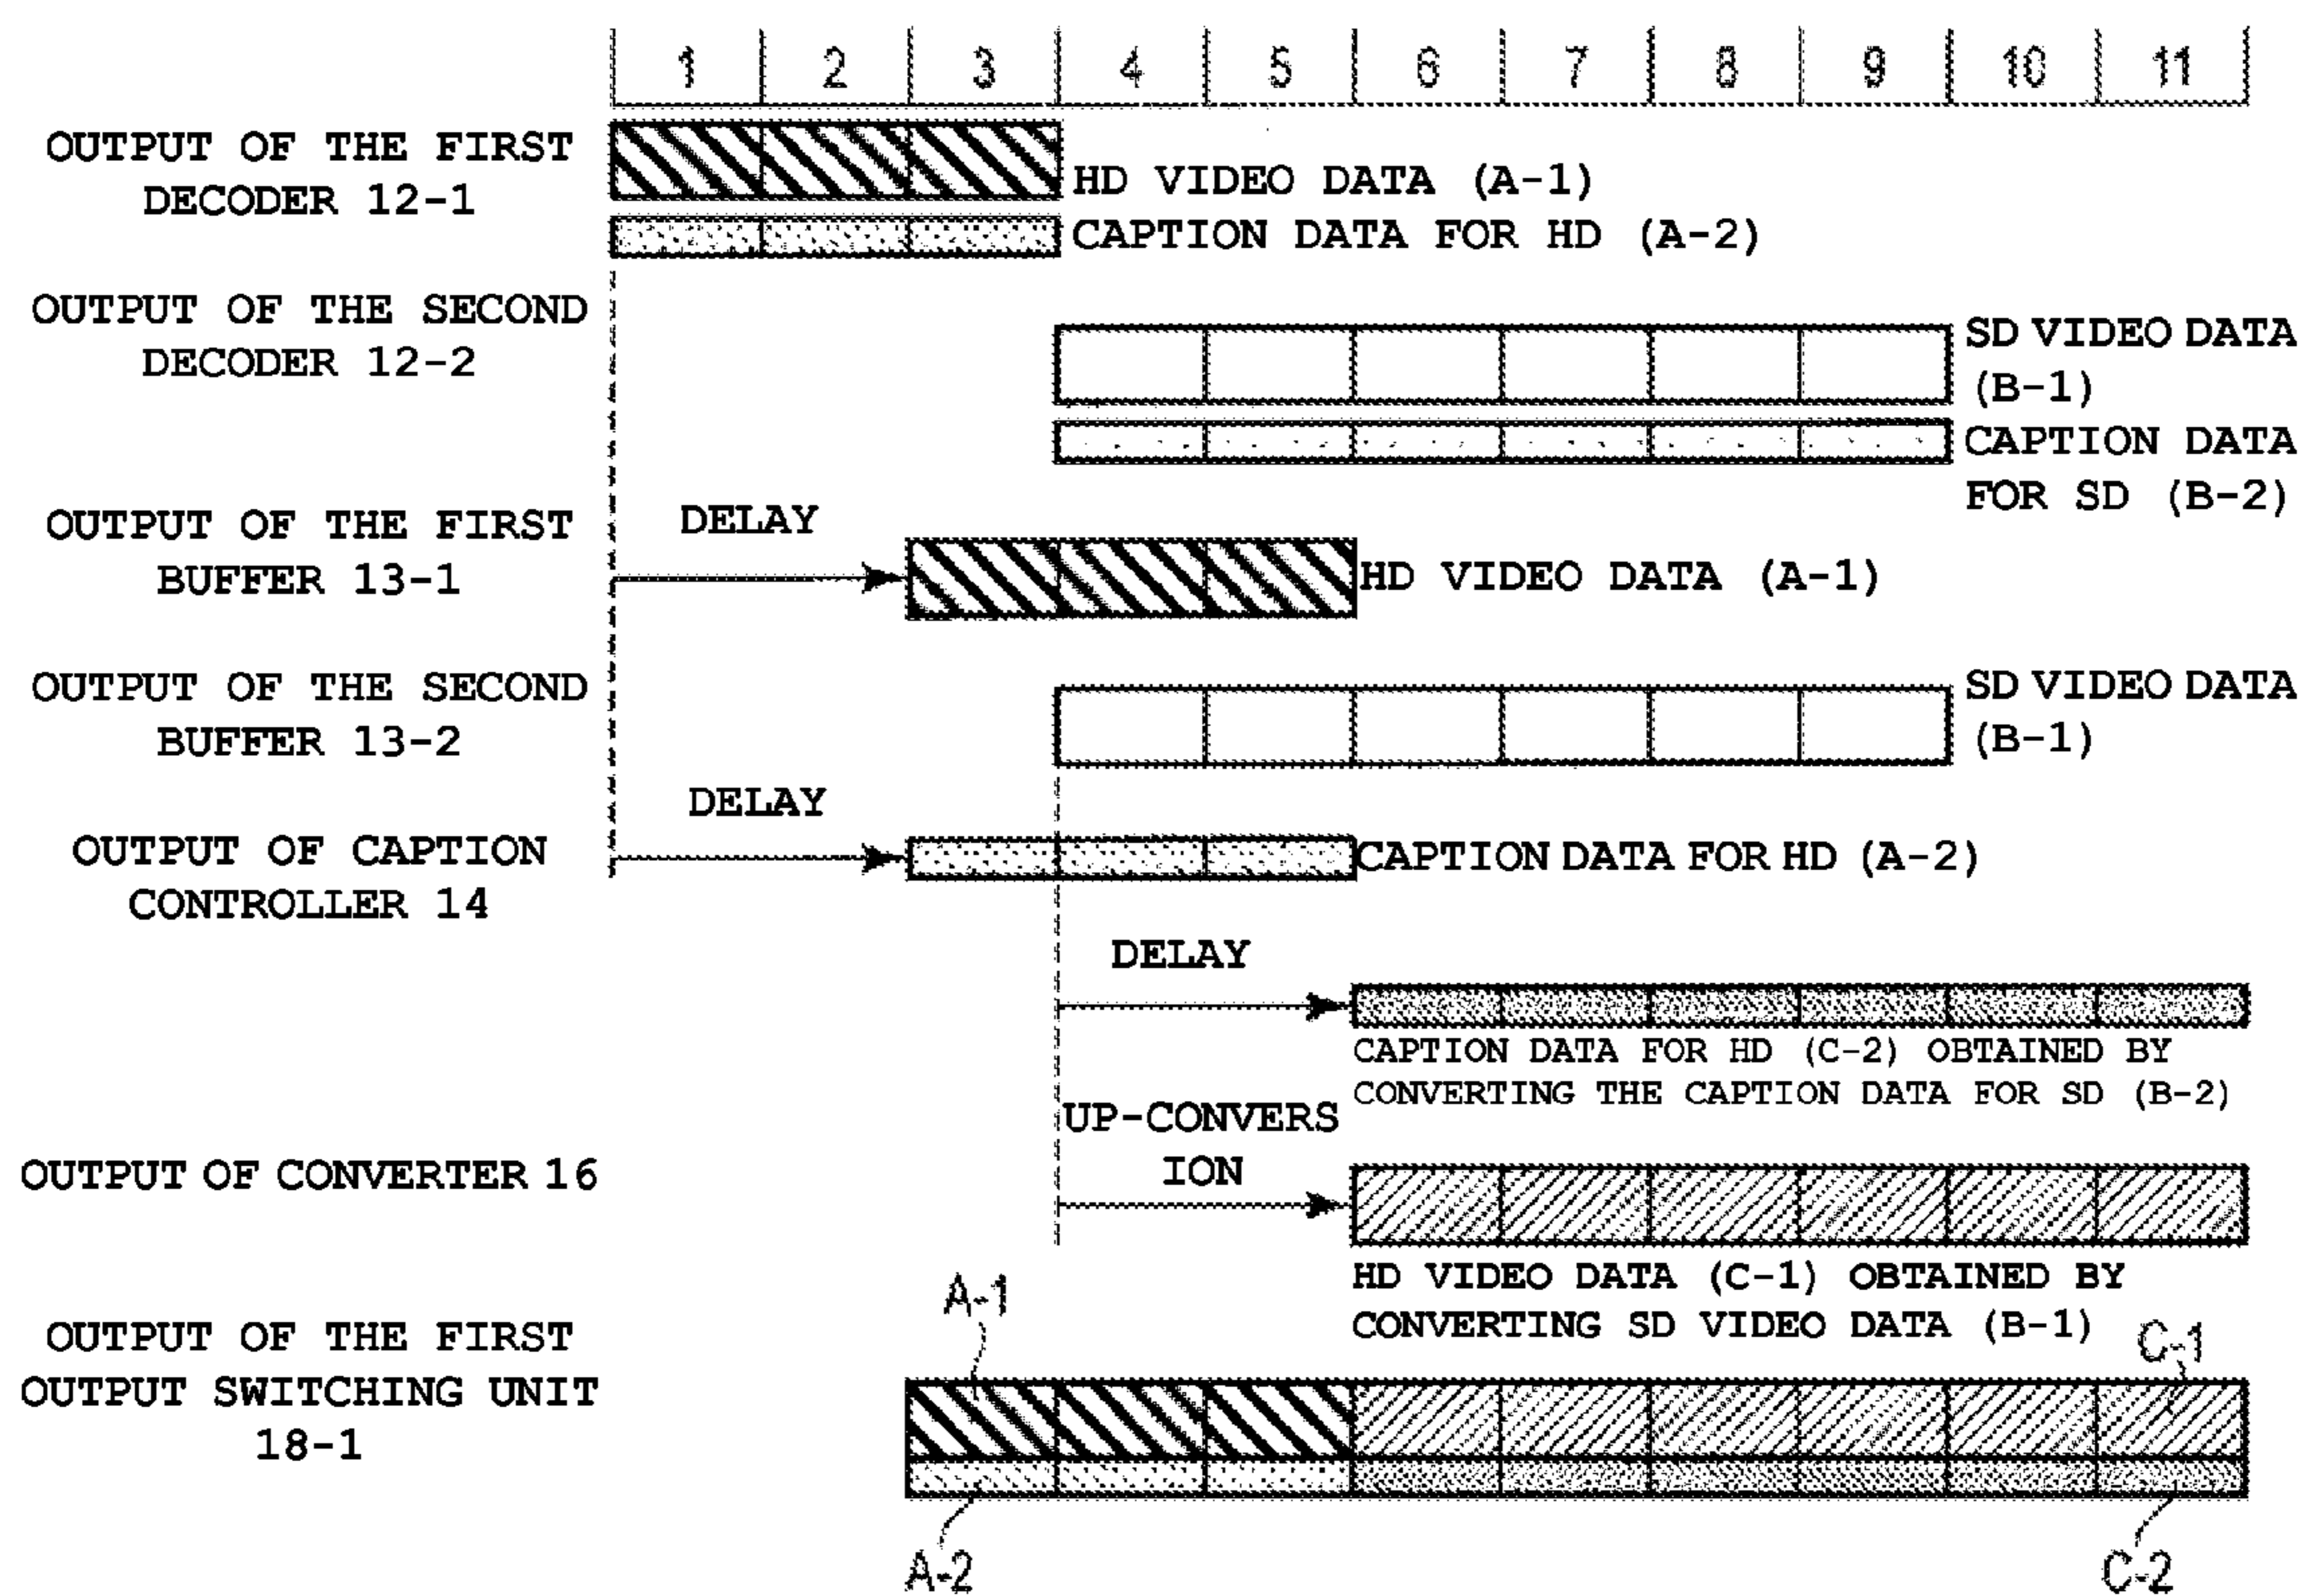 1 2 3 4 5 6 7 8 9 10 11
OUTPUT OF THE FIRST
DECODER 12-1
HD VIDEO DATA (A-1)
CAPTION DATA FOR HD (A-2)
OUTPUT OF THE SECOND
DECODER 12-2
SD VIDEO DATA
(B-1)
CAPTION DATA
FOR SD (B-2)
OUTPUT OF THE FIRST
BUFFER 13-1
DELAY
HD VIDEO DATA (A-1)
OUTPUT OF THE SECOND
BUFFER 13-2
SD VIDEO DATA
(B-1)
DELAY
OUTPUT OF CAPTION
CONTROLLER 14
CAPTION DATA FOR HD (A-2)
DELAY
CAPTION DATA FOR HD (C-2) OBTAINED BY
CONVERTING THE CAPTION DATA FOR SD (B-2)
UP-CONVERS
ION
OUTPUT OF CONVERTER 16
HD VIDEO DATA (C-1) OBTAINED BY
CONVERTING SD VIDEO DATA (B-1)
A-1
C-1
OUTPUT OF THE FIRST
OUTPUT SWITCHING UNIT
18-1
A-2
C-2